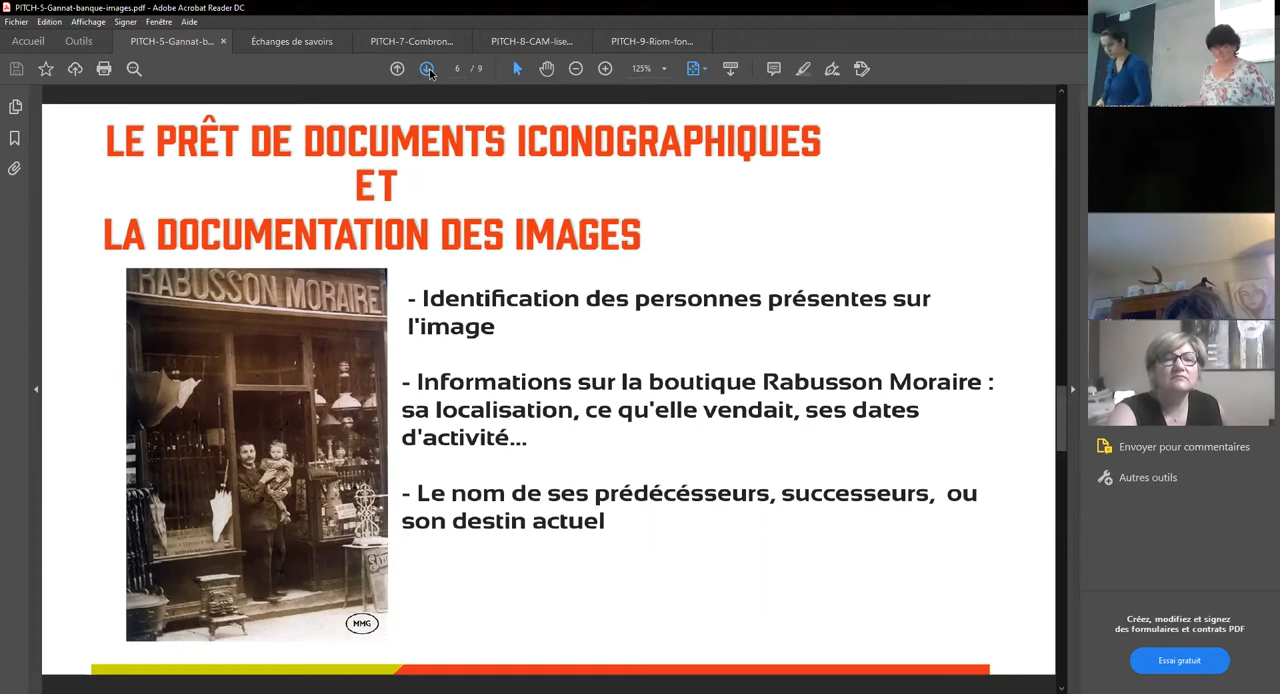 PITCH-5-Gannat-banque-images.pdf - Adobe Acrobat Reader DC
Fichier Edition Affichage Signer Fenêtre Aide
Accueil Outils PITCH-5-Gannat-b... × Échanges de savoirs PITCH-7-Combron... PITCH-8-CAM-lise... PITCH-9-Riom-fon...
6 / 9 125%
LE PRÊT DE DOCUMENTS ICONOGRAPHIQUES
ET
LA DOCUMENTATION DES IMAGES
RABUSSON MORAIRE
- Identification des personnes présentes sur
l'image
- Informations sur la boutique Rabusson Moraire :
sa localisation, ce qu'elle vendait, ses dates
d'activité...
- Le nom de ses prédécésseurs, successeurs, ou
son destin actuel
MMG
Envoyer pour commentaires
Autres outils
Créez, modifiez et signez
des formulaires et contrats PDF
Essai gratuit